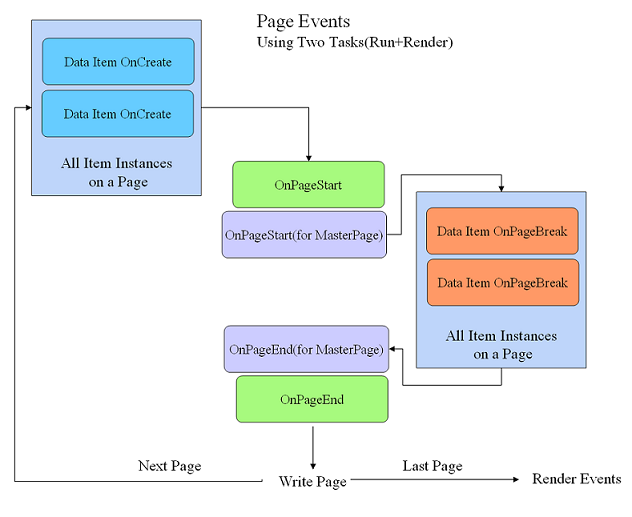 Page Events
Using Two Tasks(Run+Render)
Data Item OnCreate
Data Item OnCreate
All Item Instances
on a Page
OnPageStart
OnPageStart(for MasterPage)
Data Item OnPageBreak
Data Item OnPageBreak
All Item Instances
on a Page
OnPageEnd(for MasterPage)
OnPageEnd
Next Page
Write Page
Last Page
Render Events